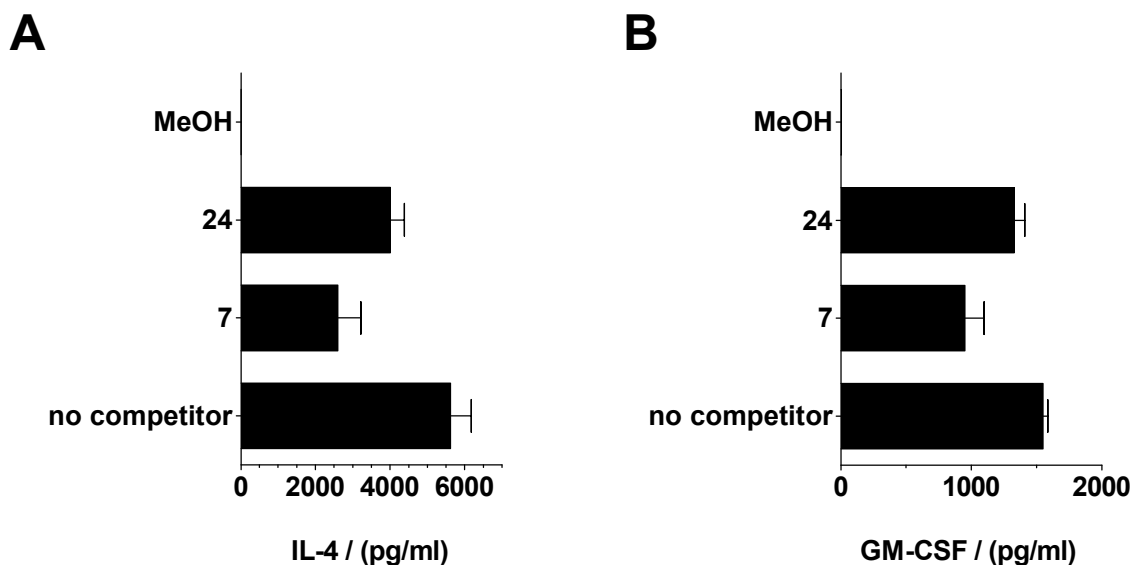 A
MeOH
24
7
no competitor
0 2000 4000 6000
IL-4 / (pg/ml)
B
MeOH
24
7
no competitor
0 1000 2000
GM-CSF / (pg/ml)